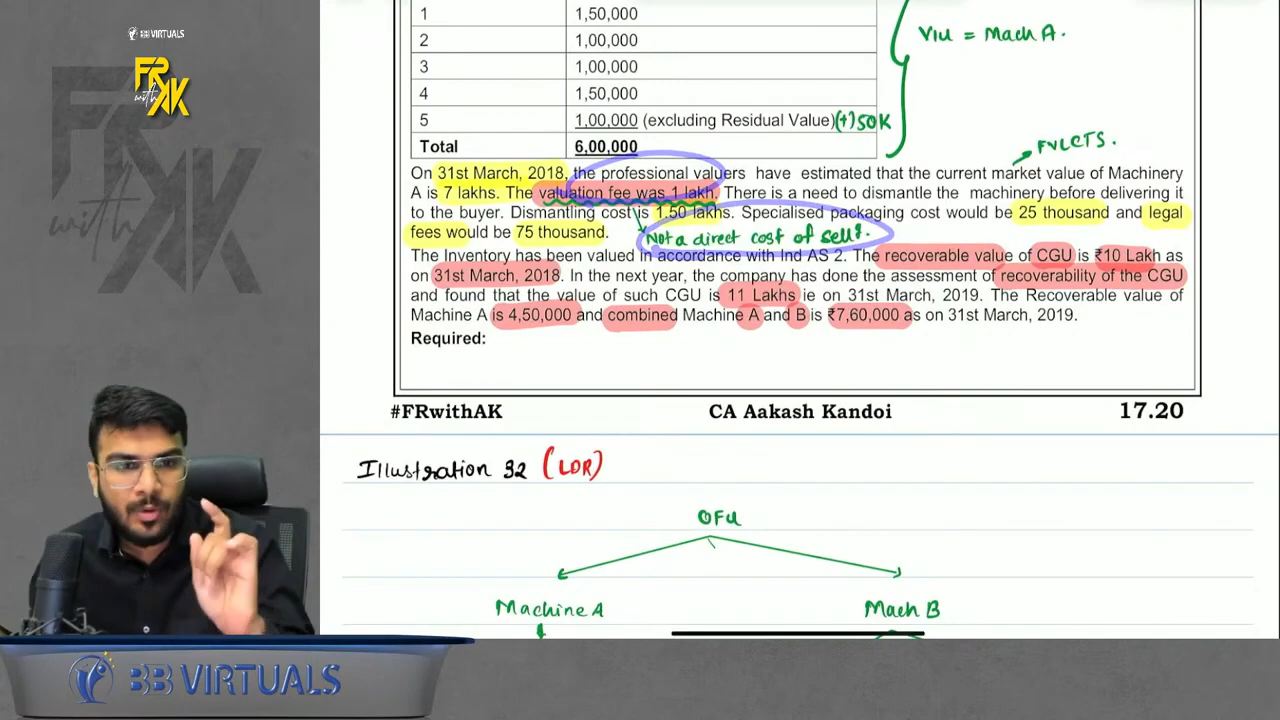 BB VIRTUALS
FR
with
AK
FR
with
AK
1 1,50,000
2 1,00,000
3 1,00,000
4 1,50,000
5 1,00,000 (excluding Residual Value) (+) 50K
Total 6,00,000
VIU = Mach A.
FVLCTS.
On 31st March, 2018, the professional valuers have estimated that the current market value of Machinery
A is 7 lakhs. The valuation fee was 1 lakh. There is a need to dismantle the machinery before delivering it
to the buyer. Dismantling cost is 1.50 lakhs. Specialised packaging cost would be 25 thousand and legal
fees would be 75 thousand.
Not a direct cost of sell.
The Inventory has been valued in accordance with Ind AS 2. The recoverable value of CGU is ₹10 Lakh as
on 31st March, 2018. In the next year, the company has done the assessment of recoverability of the CGU
and found that the value of such CGU is 11 Lakhs ie on 31st March, 2019. The Recoverable value of
Machine A is 4,50,000 and combined Machine A and B is ₹7,60,000 as on 31st March, 2019.
Required:
#FRwithAK CA Aakash Kandoi 17.20
Illustration 32 (LDR)
OFU
Machine A Mach B
BB VIRTUALS